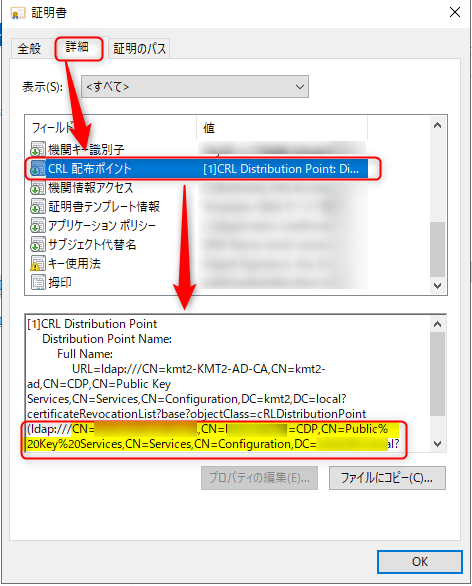 証明書
全般 詳細 証明のパス
表示(S): <すべて>
フィールド 値
機関キー識別子
CRL 配布ポイント [1]CRL Distribution Point: Di...
機関情報アクセス
証明書テンプレート情報
アプリケーション ポリシー
サブジェクト代替名
キー使用法
拇印
[1]CRL Distribution Point
Distribution Point Name:
Full Name:
URL=ldap:///CN=kmt2-KMT2-AD-CA,CN=kmt2-
ad,CN=CDP,CN=Public Key
Services,CN=Services,CN=Configuration,DC=kmt2,DC=local?
certificateRevocationList?base?objectClass=cRLDistributionPoint
(ldap:///CN= ,CN= =CDP,CN=Public%
20Key%20Services,CN=Services,CN=Configuration,DC= al?
プロパティの編集(E)... ファイルにコピー(C)...
OK